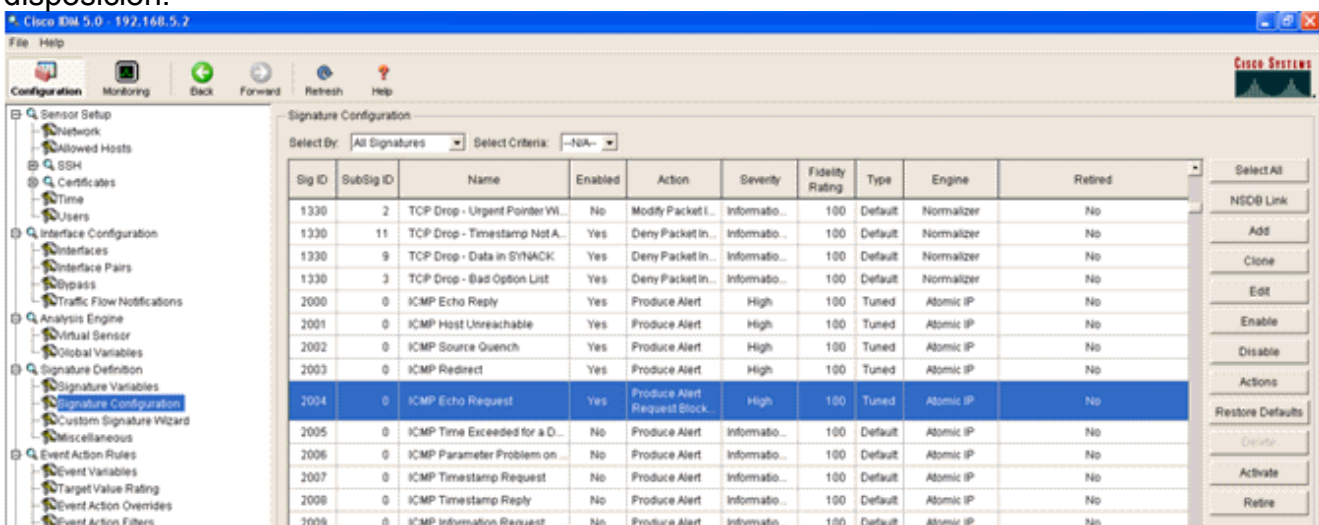 disposición.
Cisco IDM 5.0 - 192.168.5.2
File Help
Configuration Monitoring Back Forward Refresh Help
CISCO SYSTEMS
Sensor Setup
Network
Allowed Hosts
SSH
Certificates
Time
Users
Interface Configuration
Interfaces
Interface Pairs
Bypass
Traffic Flow Notifications
Analysis Engine
Virtual Sensor
Global Variables
Signature Definition
Signature Variables
Signature Configuration
Custom Signature Wizard
Miscellaneous
Event Action Rules
Event Variables
Target Value Rating
Event Action Overrides
Event Action Filters
Signature Configuration
Select By: All Signatures Select Criteria: --N/A--
Sig ID SubSig ID Name Enabled Action Severity Fidelity Rating Type Engine Retired
1330 2 TCP Drop - Urgent Pointer Wi... No Modify Packet I... Informatio... 100 Default Normalizer No
1330 11 TCP Drop - Timestamp Not A... Yes Deny Packet In... Informatio... 100 Default Normalizer No
1330 9 TCP Drop - Data in SYNACK Yes Deny Packet In... Informatio... 100 Default Normalizer No
1330 3 TCP Drop - Bad Option List Yes Deny Packet In... Informatio... 100 Default Normalizer No
2000 0 ICMP Echo Reply Yes Produce Alert High 100 Tuned Atomic IP No
2001 0 ICMP Host Unreachable Yes Produce Alert High 100 Tuned Atomic IP No
2002 0 ICMP Source Quench Yes Produce Alert High 100 Tuned Atomic IP No
2003 0 ICMP Redirect Yes Produce Alert High 100 Tuned Atomic IP No
2004 0 ICMP Echo Request Yes Produce Alert Request Block... High 100 Tuned Atomic IP No
2005 0 ICMP Time Exceeded for a D... No Produce Alert Informatio... 100 Default Atomic IP No
2006 0 ICMP Parameter Problem on ... No Produce Alert Informatio... 100 Default Atomic IP No
2007 0 ICMP Timestamp Request No Produce Alert Informatio... 100 Default Atomic IP No
2008 0 ICMP Timestamp Reply No Produce Alert Informatio... 100 Default Atomic IP No
2009 0 ICMP Information Request No Produce Alert Informatio... 100 Default Atomic IP No
Select All
NSDB Link
Add
Clone
Edit
Enable
Disable
Actions
Restore Defaults
Delete
Activate
Retire